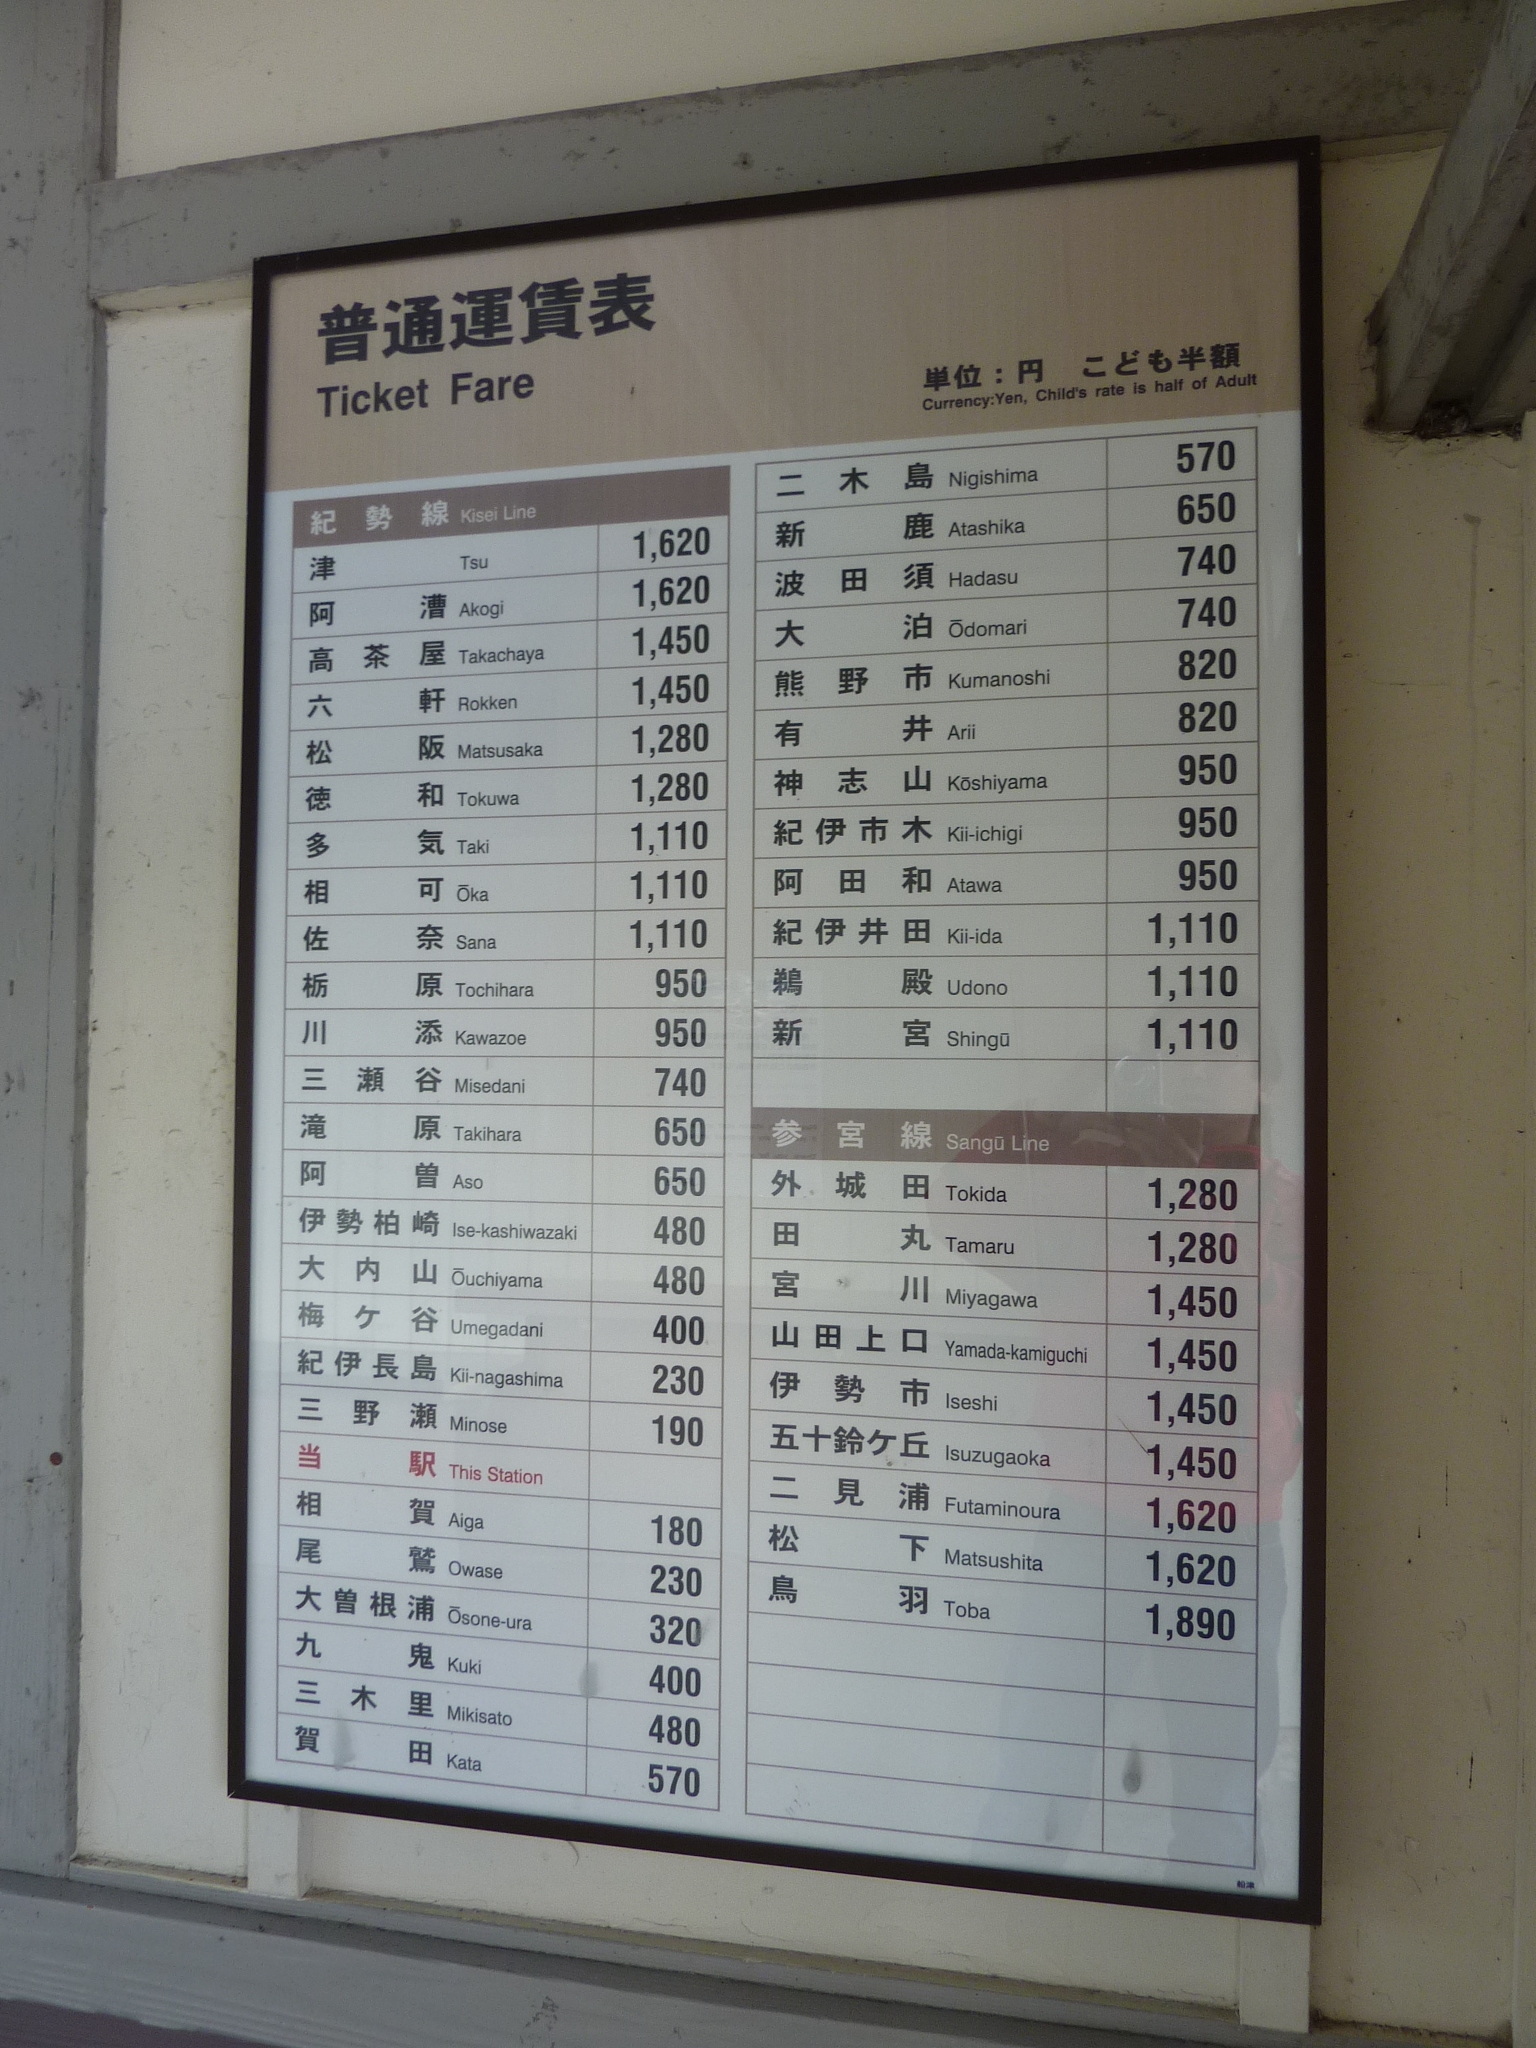 普通運賃表
Ticket Fare
単位：円　こども半額
Currency:Yen, Child's rate is half of Adult
紀勢線 Kisei Line
津 Tsu 1,620
阿漕 Akogi 1,620
高茶屋 Takachaya 1,450
六軒 Rokken 1,450
松阪 Matsusaka 1,280
徳和 Tokuwa 1,280
多気 Taki 1,110
相可 Ōka 1,110
佐奈 Sana 1,110
栃原 Tochihara 950
川添 Kawazoe 950
三瀬谷 Misedani 740
滝原 Takihara 650
阿曽 Aso 650
伊勢柏崎 Ise-kashiwazaki 480
大内山 Ōuchiyama 480
梅ケ谷 Umegadani 400
紀伊長島 Kii-nagashima 230
三野瀬 Minose 190
当駅 This Station
相賀 Aiga 180
尾鷲 Owase 230
大曽根浦 Ōsone-ura 320
九鬼 Kuki 400
三木里 Mikisato 480
賀田 Kata 570
二木島 Nigishima 570
新鹿 Atashika 650
波田須 Hadasu 740
大泊 Ōdomari 740
熊野市 Kumanoshi 820
有井 Arii 820
神志山 Kōshiyama 950
紀伊市木 Kii-ichigi 950
阿田和 Atawa 950
紀伊井田 Kii-ida 1,110
鵜殿 Udono 1,110
新宮 Shingū 1,110
参宮線 Sangū Line
外城田 Tokida 1,280
田丸 Tamaru 1,280
宮川 Miyagawa 1,450
山田上口 Yamada-kamiguchi 1,450
伊勢市 Iseshi 1,450
五十鈴ケ丘 Isuzugaoka 1,450
二見浦 Futaminoura 1,620
松下 Matsushita 1,620
鳥羽 Toba 1,890
船津